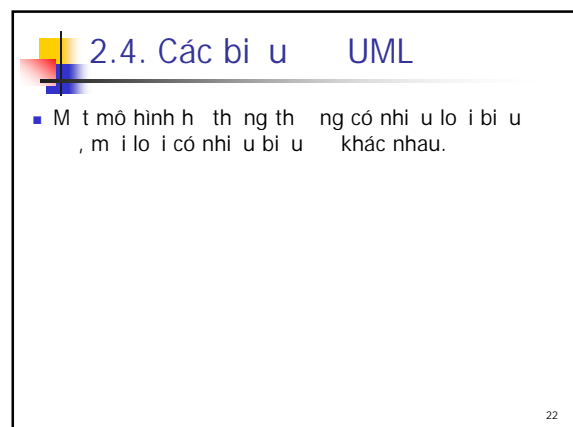 2.4. Các bi u UML
M t mô hình h th ng th ng có nhi u lo i bi u
, m i lo i có nhi u bi u khác nhau.
22